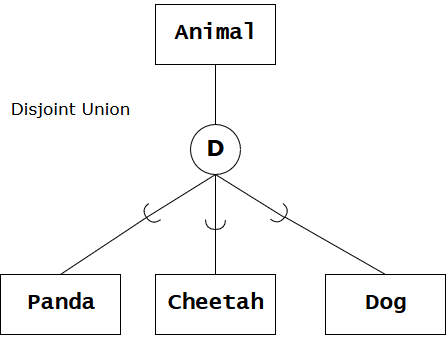 Animal
Disjoint Union
D
Panda
Cheetah
Dog